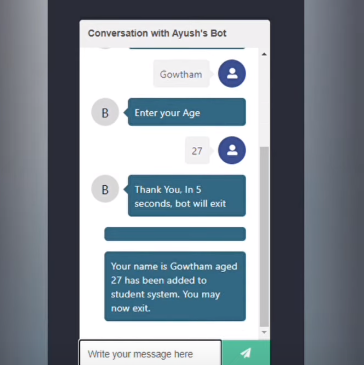 Conversation with Ayush's Bot
Gowtham
B
Enter your Age
27
B
Thank You, In 5
seconds, bot will exit
Your name is Gowtham aged
27 has been added to
student system. You may
now exit.
Write your message here